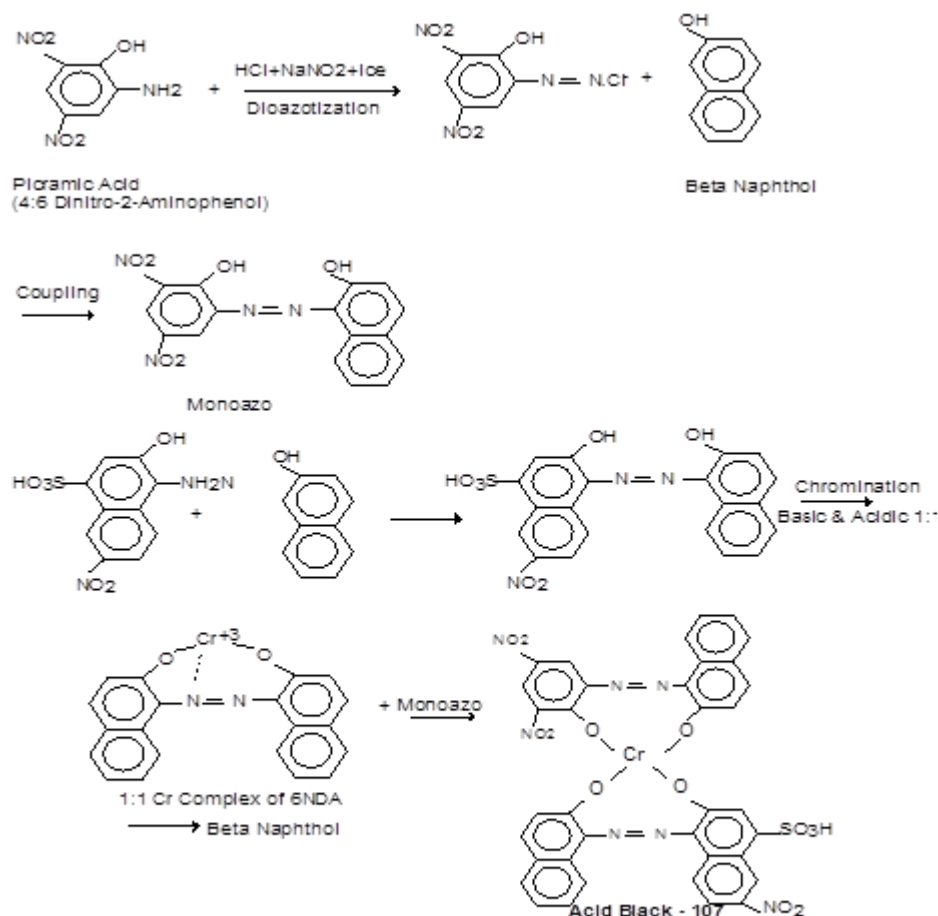 NO2
OH
NH2
NO2
+
HCl+NaNO2+Ice
Dioazotization
NO2
OH
N = N.Cl
NO2
+
OH
Picramic Acid
(4:6 Dinitro-2-Aminophenol)
Beta Naphthol
Coupling
NO2
OH
OH
N = N
NO2
Monoazo
OH
HO3S
NH2N
+
NO2
OH
OH
OH
HO3S
N = N
NO2
Chromination
Basic & Acidic 1:1
Cr+3
O
O
N = N
+ Monoazo
1:1 Cr Complex of 6NDA
Beta Naphthol
NO2
N = N
NO2
O
O
Cr
O
O
N = N
SO3H
NO2
Acid Black - 107